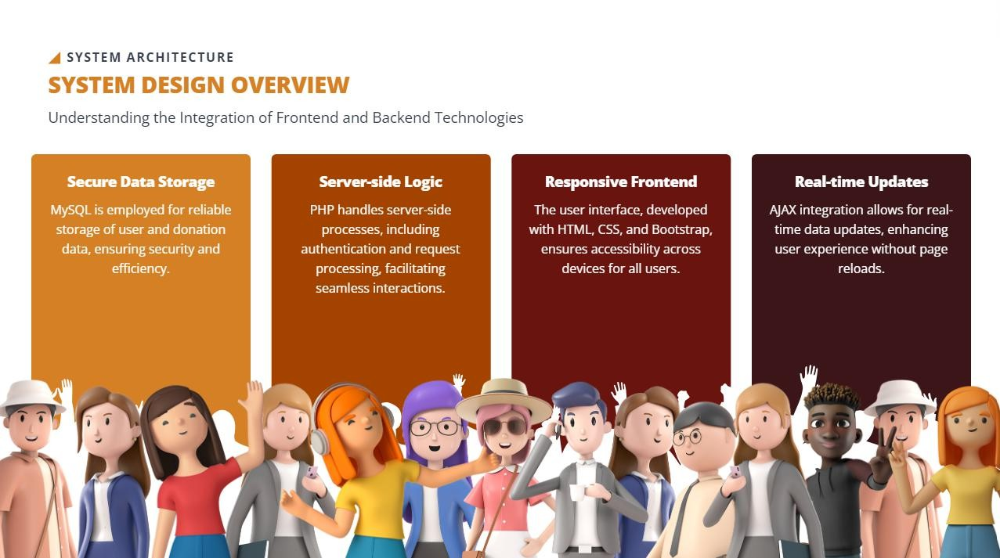 SYSTEM ARCHITECTURE
SYSTEM DESIGN OVERVIEW
Understanding the Integration of Frontend and Backend Technologies
Secure Data Storage
MySQL is employed for reliable
storage of user and donation
data, ensuring security and
efficiency.
Server-side Logic
PHP handles server-side
processes, including
authentication and request
processing, facilitating
seamless interactions.
Responsive Frontend
The user interface, developed
with HTML, CSS, and Bootstrap,
ensures accessibility across
devices for all users.
Real-time Updates
AJAX integration allows for real-
time data updates, enhancing
user experience without page
reloads.